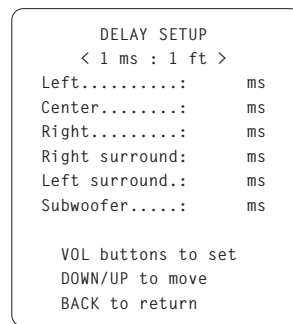 DELAY SETUP
< 1 ms : 1 ft >
Left..........: ms
Center........: ms
Right.........: ms
Right surround: ms
Left surround.: ms
Subwoofer.....: ms
VOL buttons to set
DOWN/UP to move
BACK to return